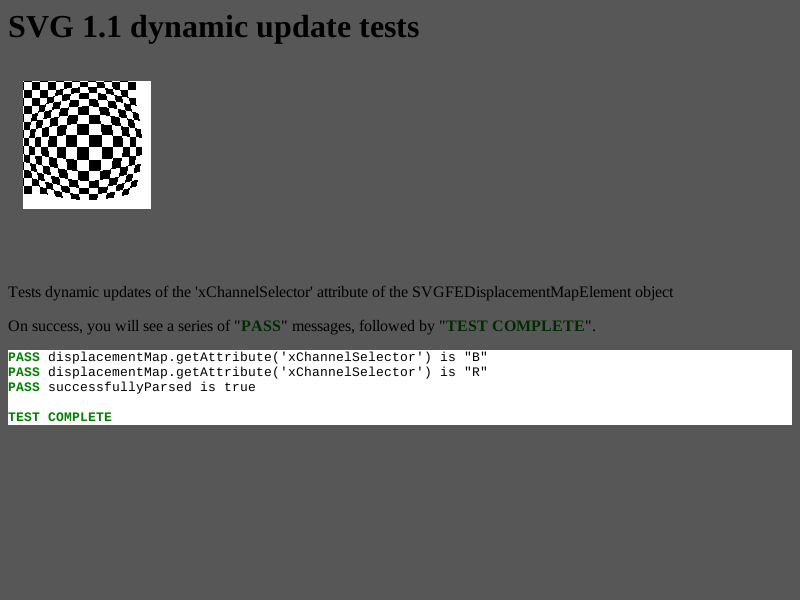 SVG 1.1 dynamic update tests
Tests dynamic updates of the 'xChannelSelector' attribute of the SVGFEDisplacementMapElement object
On success, you will see a series of "PASS" messages, followed by "TEST COMPLETE".
PASS displacementMap.getAttribute('xChannelSelector') is "B"
PASS displacementMap.getAttribute('xChannelSelector') is "R"
PASS successfullyParsed is true
TEST COMPLETE